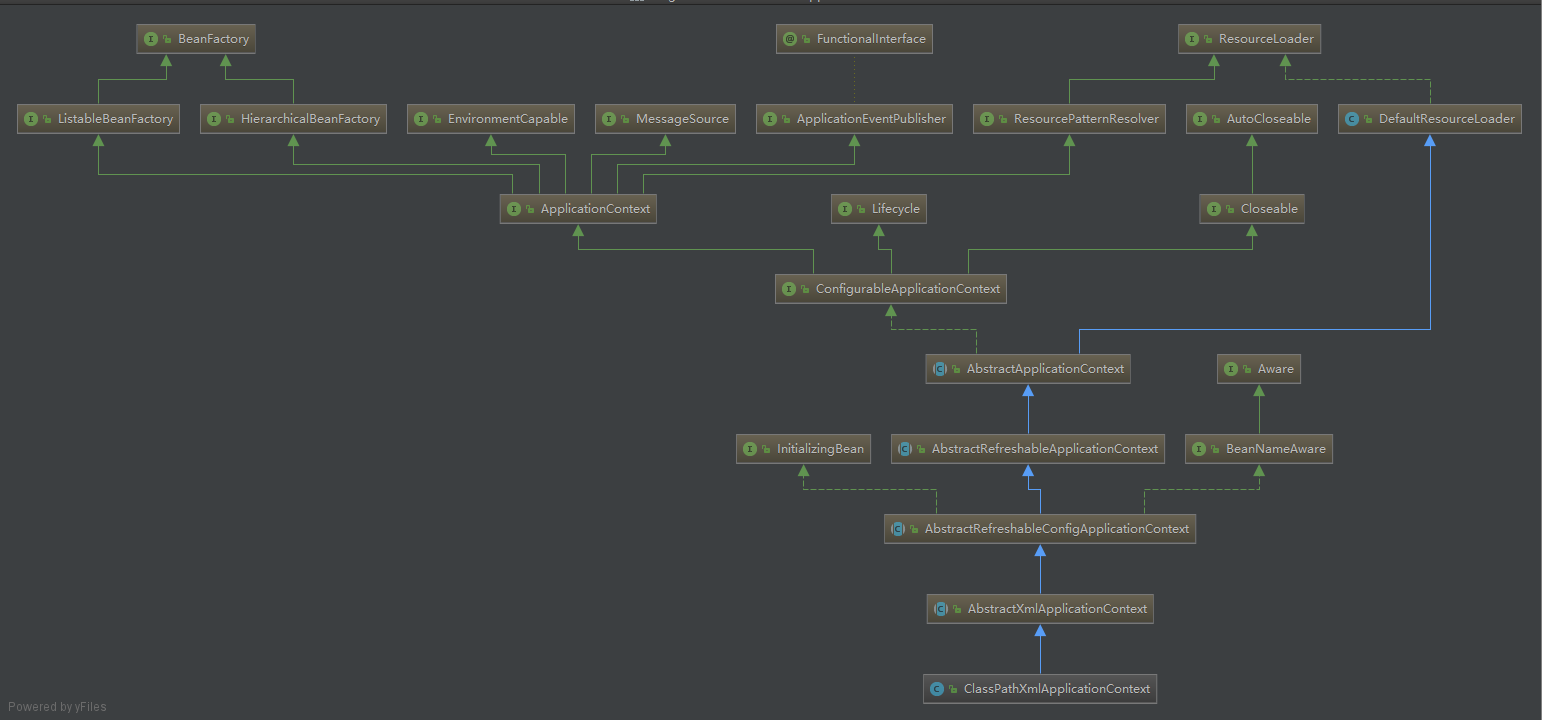 BeanFactory
FunctionalInterface
ResourceLoader
ListableBeanFactory
HierarchicalBeanFactory
EnvironmentCapable
MessageSource
ApplicationEventPublisher
ResourcePatternResolver
AutoCloseable
DefaultResourceLoader
ApplicationContext
Lifecycle
Closeable
ConfigurableApplicationContext
AbstractApplicationContext
Aware
InitializingBean
AbstractRefreshableApplicationContext
BeanNameAware
AbstractRefreshableConfigApplicationContext
AbstractXmlApplicationContext
ClassPathXmlApplicationContext
Powered by yFiles